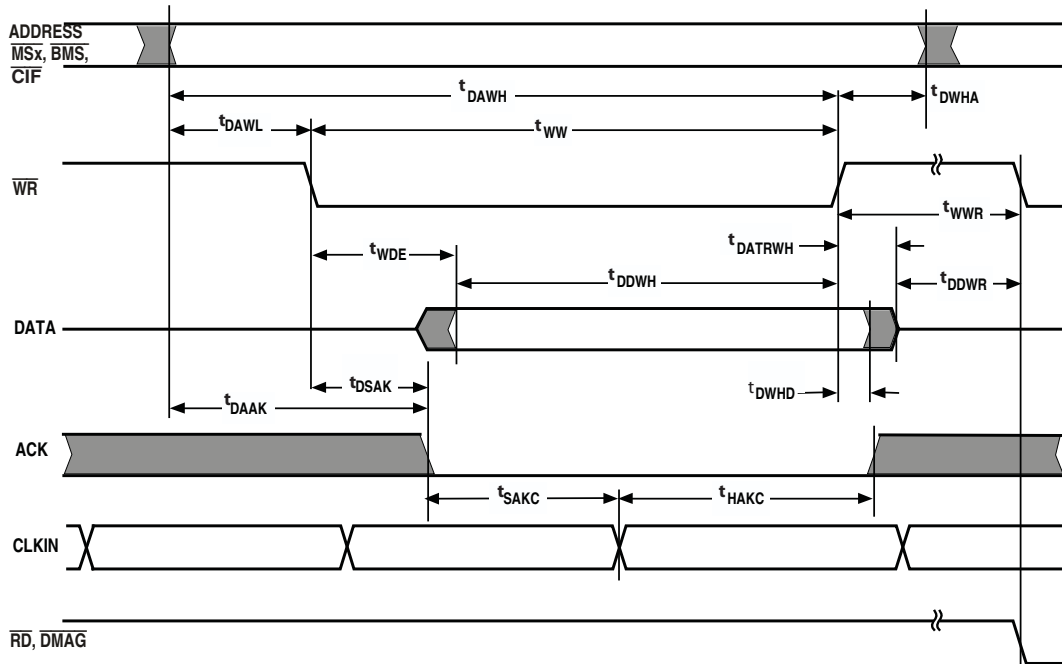 ADDRESS
MSx, BMS,
CIF
tDAWH
tDWHA
tDAWL
tWW
WR
tWWR
tWDE
tDATRWH
tDDWH
tDDWR
DATA
tDSAK
tDWHD
tDAAK
ACK
tSAKC
tHAKC
CLKIN
RD, DMAG